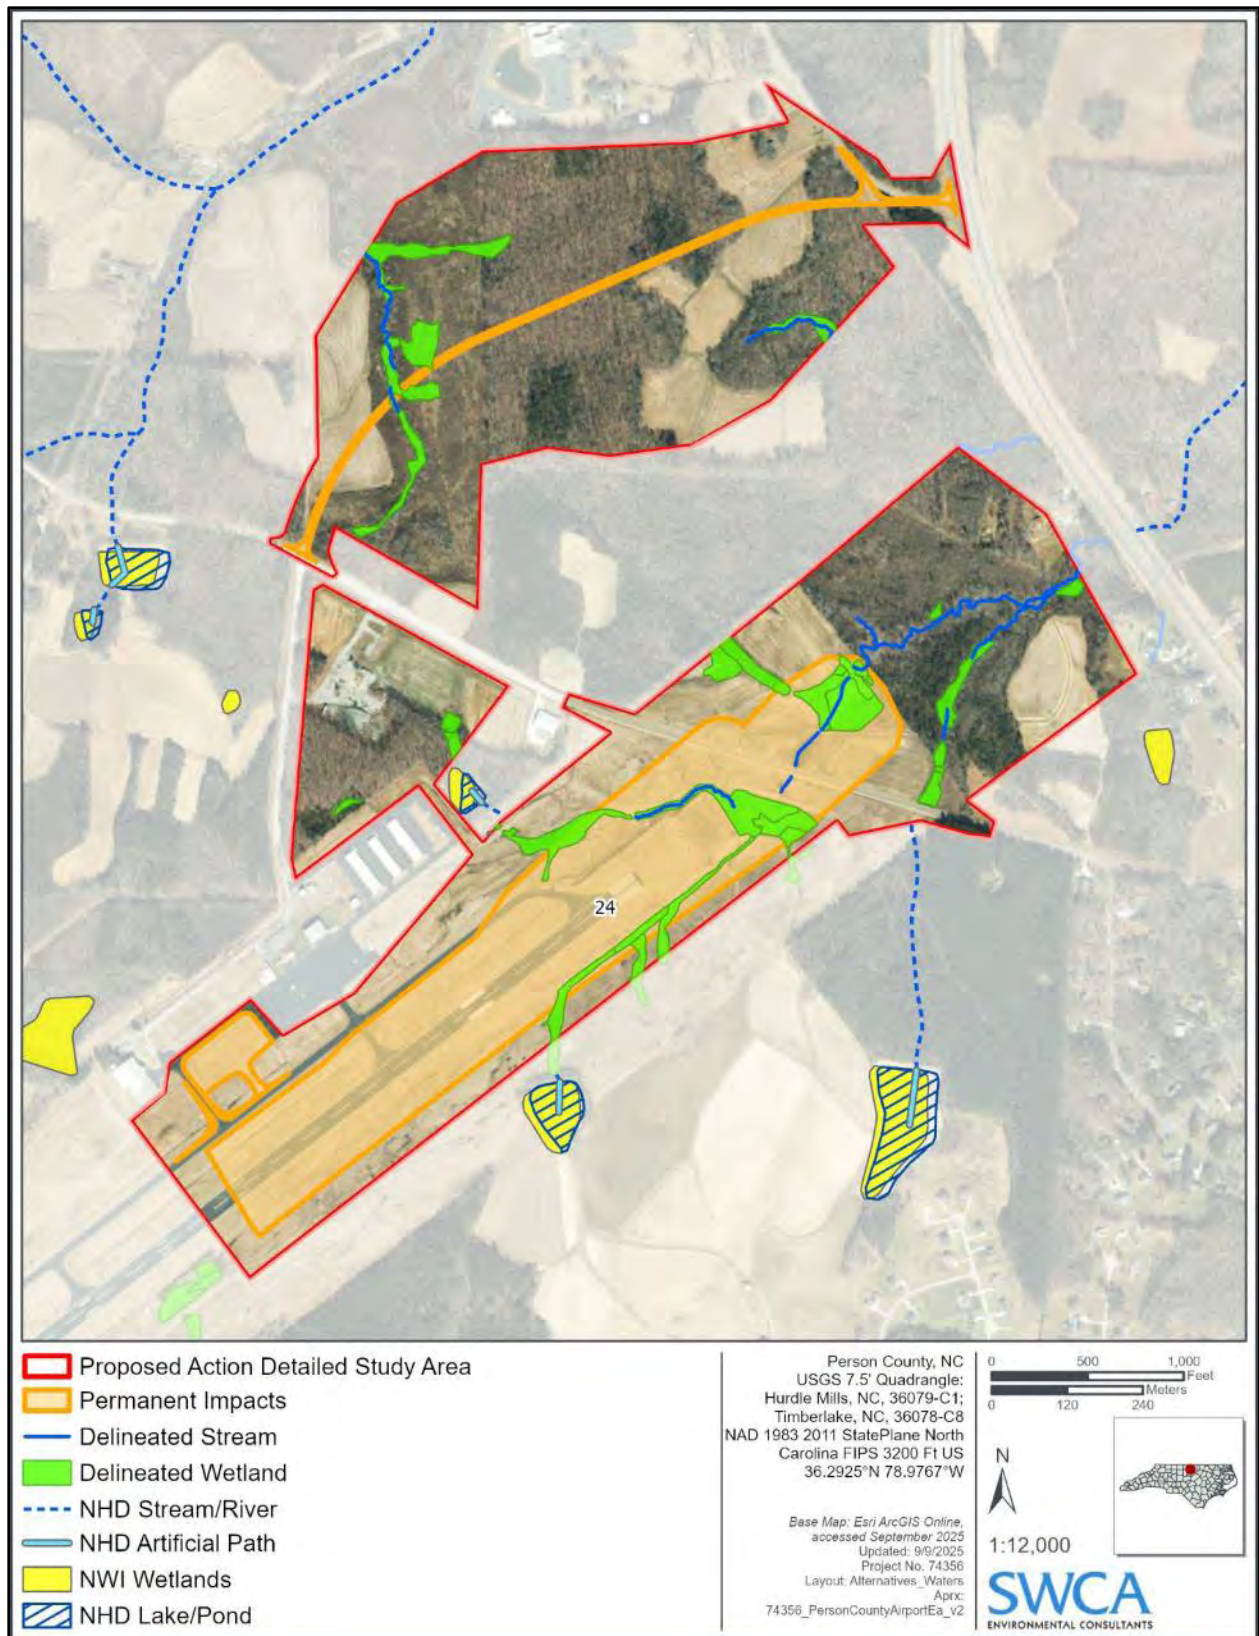 24
Proposed Action Detailed Study Area
Permanent Impacts
Delineated Stream
Delineated Wetland
NHD Stream/River
NHD Artificial Path
NWI Wetlands
NHD Lake/Pond
Person County, NC
USGS 7.5' Quadrangle:
Hurdle Mills, NC, 36079-C1;
Timberlake, NC, 36078-C8
NAD 1983 2011 StatePlane North
Carolina FIPS 3200 Ft US
36.2925°N 78.9767°W
Base Map: Esri ArcGIS Online,
accessed September 2025
Updated: 9/9/2025
Project No. 74356
Layout: Alternatives_Waters
Aprx:
74356_PersonCountyAirportEa_v2
0 500 1,000
Feet
Meters
0 120 240
N
1:12,000
SWCA
ENVIRONMENTAL CONSULTANTS